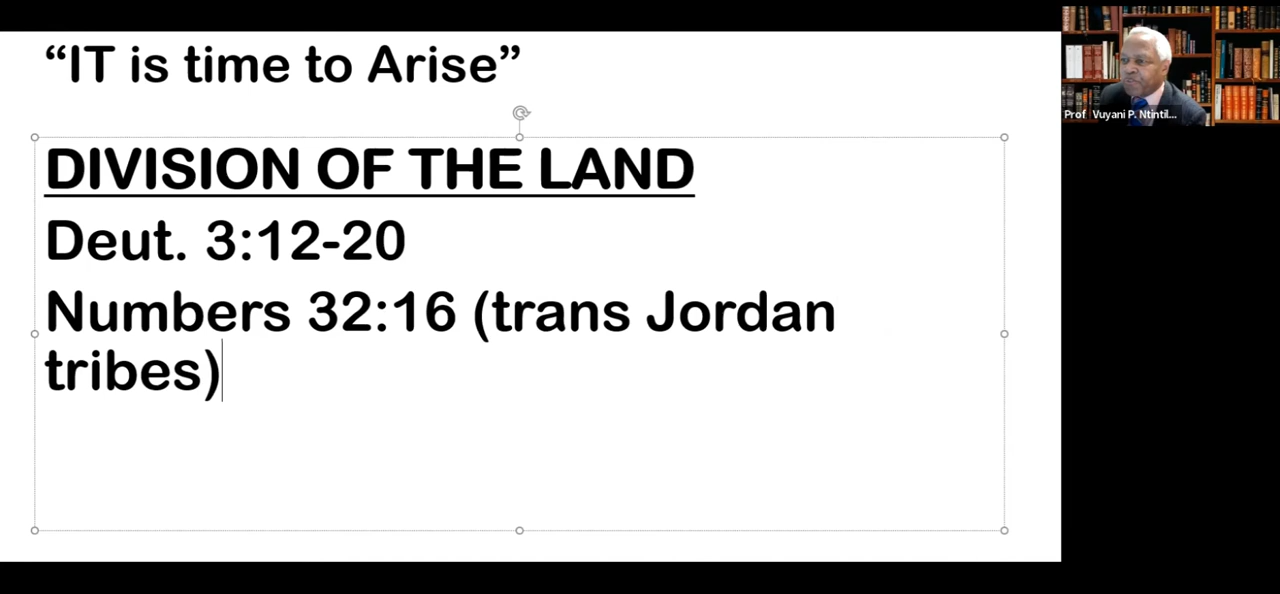 “IT is time to Arise”
DIVISION OF THE LAND
Deut. 3:12-20
Numbers 32:16 (trans Jordan
tribes)
Prof Vuyani P. Ntintil...